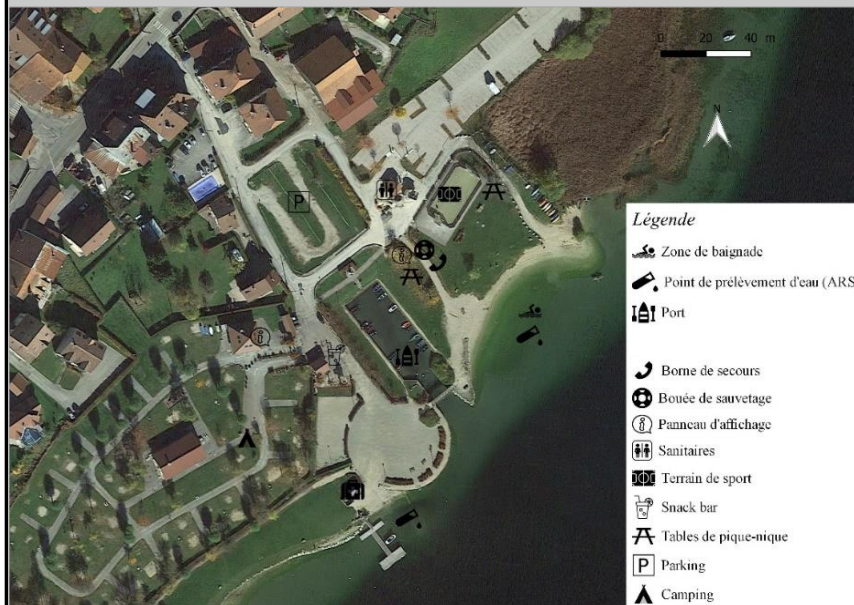 0 20 40 m
N
P
Légende
Zone de baignade
Point de prélèvement d'eau (ARS
Port
Borne de secours
Bouée de sauvetage
Panneau d'affichage
Sanitaires
Terrain de sport
Snack bar
Tables de pique-nique
P Parking
Camping